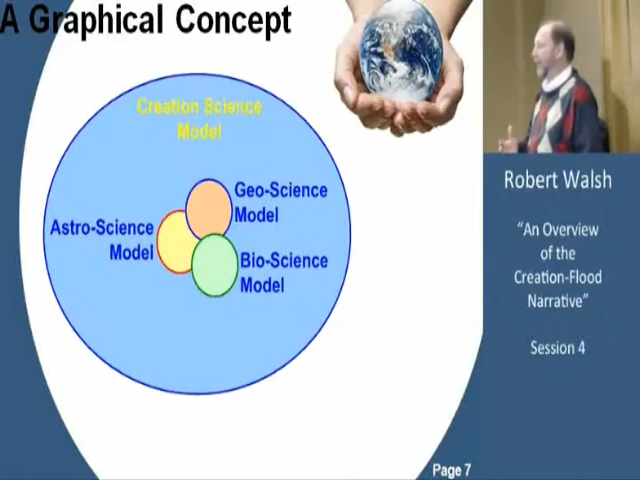 A Graphical Concept
Creation Science
Model
Geo-Science
Model
Astro-Science
Model
Bio-Science
Model
Page 7
Robert Walsh
“An Overview
of the
Creation-Flood
Narrative”
Session 4